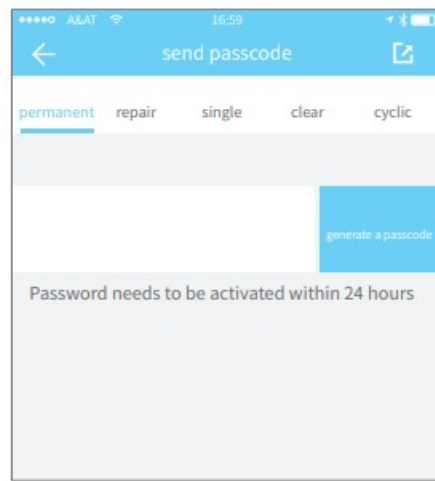 A&AT 16:59
send passcode
permanent repair single clear cyclic
generate a passcode
Password needs to be activated within 24 hours